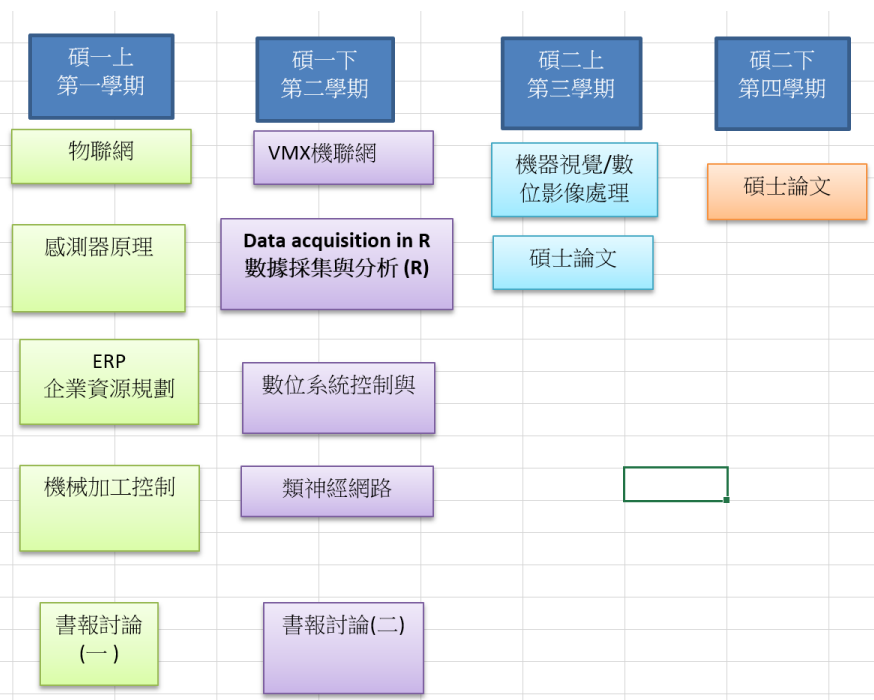 碩一上
第一學期
碩一下
第二學期
碩二上
第三學期
碩二下
第四學期
物聯網
VMX機聯網
機器視覺/數
位影像處理
碩士論文
感測器原理
Data acquisition in R
數據採集與分析 (R)
碩士論文
ERP
企業資源規劃
數位系統控制與
機械加工控制
類神經網路
書報討論
(一 )
書報討論(二)